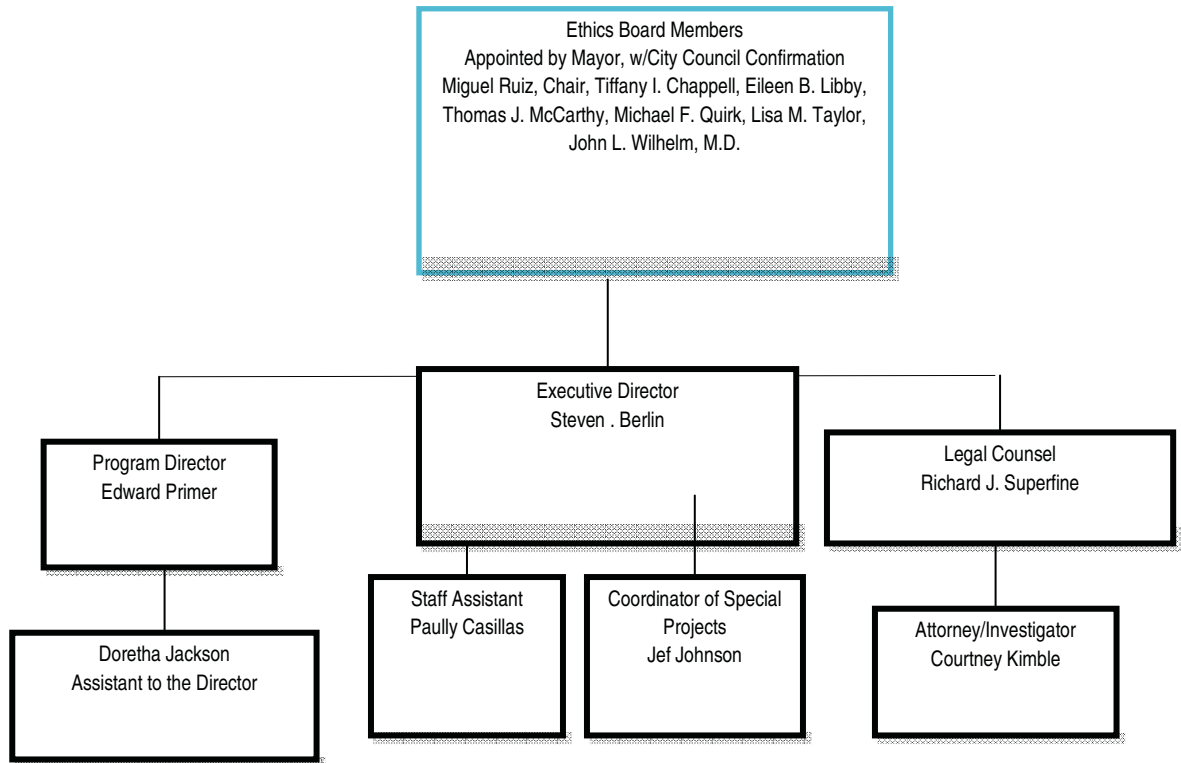 Ethics Board Members
Appointed by Mayor, w/City Council Confirmation
Miguel Ruiz, Chair, Tiffany I. Chappell, Eileen B. Libby,
Thomas J. McCarthy, Michael F. Quirk, Lisa M. Taylor,
John L. Wilhelm, M.D.
Executive Director
Steven . Berlin
Program Director
Edward Primer
Legal Counsel
Richard J. Superfine
Doretha Jackson
Assistant to the Director
Staff Assistant
Paully Casillas
Coordinator of Special
Projects
Jef Johnson
Attorney/Investigator
Courtney Kimble